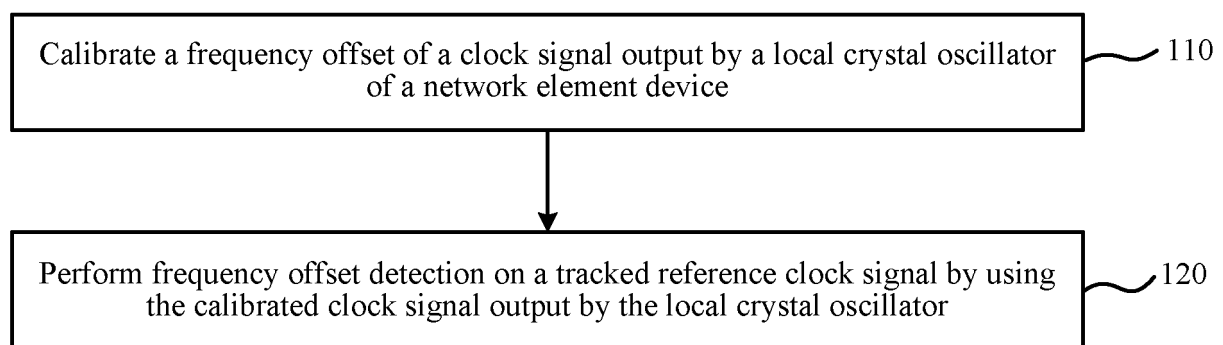 Calibrate a frequency offset of a clock signal output by a local crystal oscillator
of a network element device
110
Perform frequency offset detection on a tracked reference clock signal by using
the calibrated clock signal output by the local crystal oscillator
120